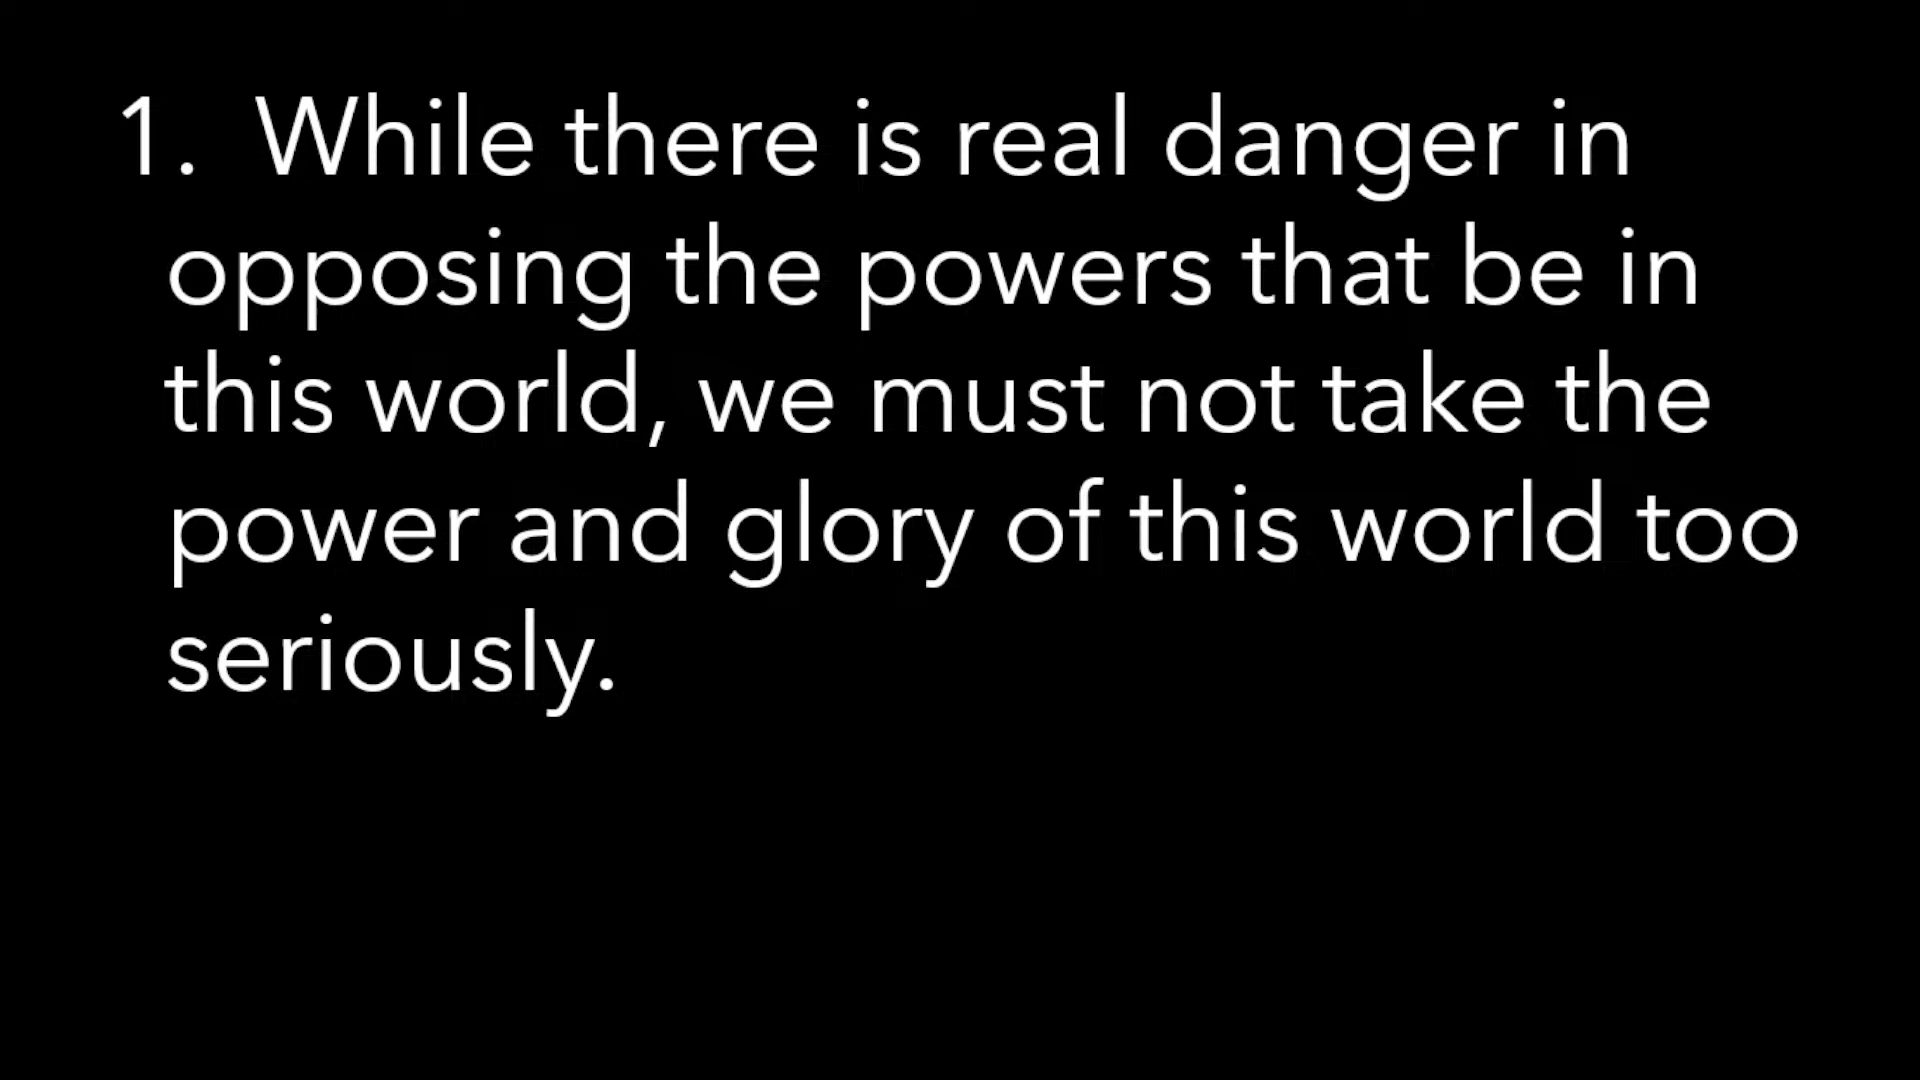 1. While there is real danger in
opposing the powers that be in
this world, we must not take the
power and glory of this world too
seriously.